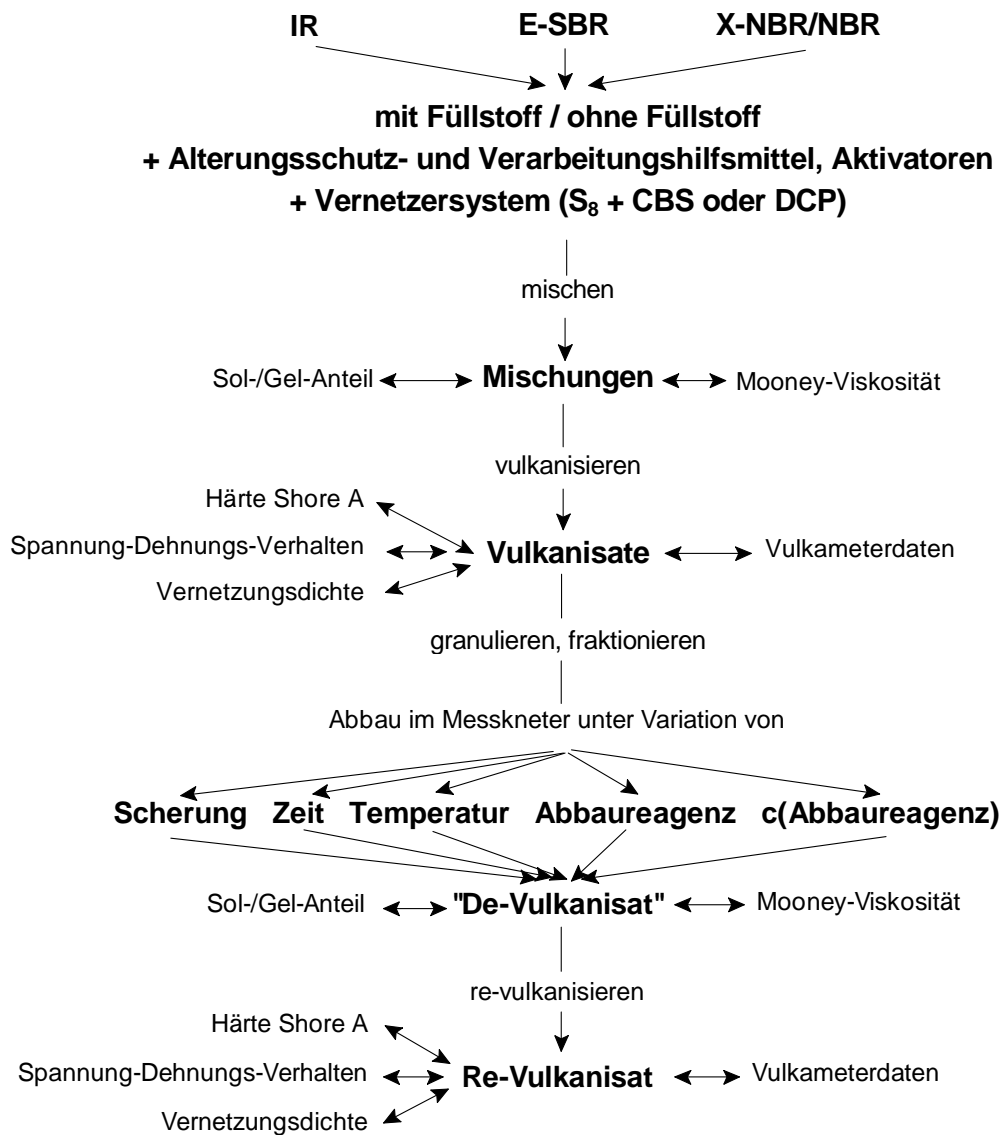 IR E-SBR X-NBR/NBR
mit Füllstoff / ohne Füllstoff
+ Alterungsschutz- und Verarbeitungshilfsmittel, Aktivatoren
+ Vernetzersystem (S₈ + CBS oder DCP)
mischen
Sol-/Gel-Anteil Mischungen Mooney-Viskosität
vulkanisieren
Härte Shore A
Spannung-Dehnungs-Verhalten Vulkanisate Vulkameterdaten
Vernetzungsdichte
granulieren, fraktionieren
Abbau im Messkneter unter Variation von
Scherung Zeit Temperatur Abbaureagenz c(Abbaureagenz)
Sol-/Gel-Anteil "De-Vulkanisat" Mooney-Viskosität
re-vulkanisieren
Härte Shore A
Spannung-Dehnungs-Verhalten Re-Vulkanisat Vulkameterdaten
Vernetzungsdichte